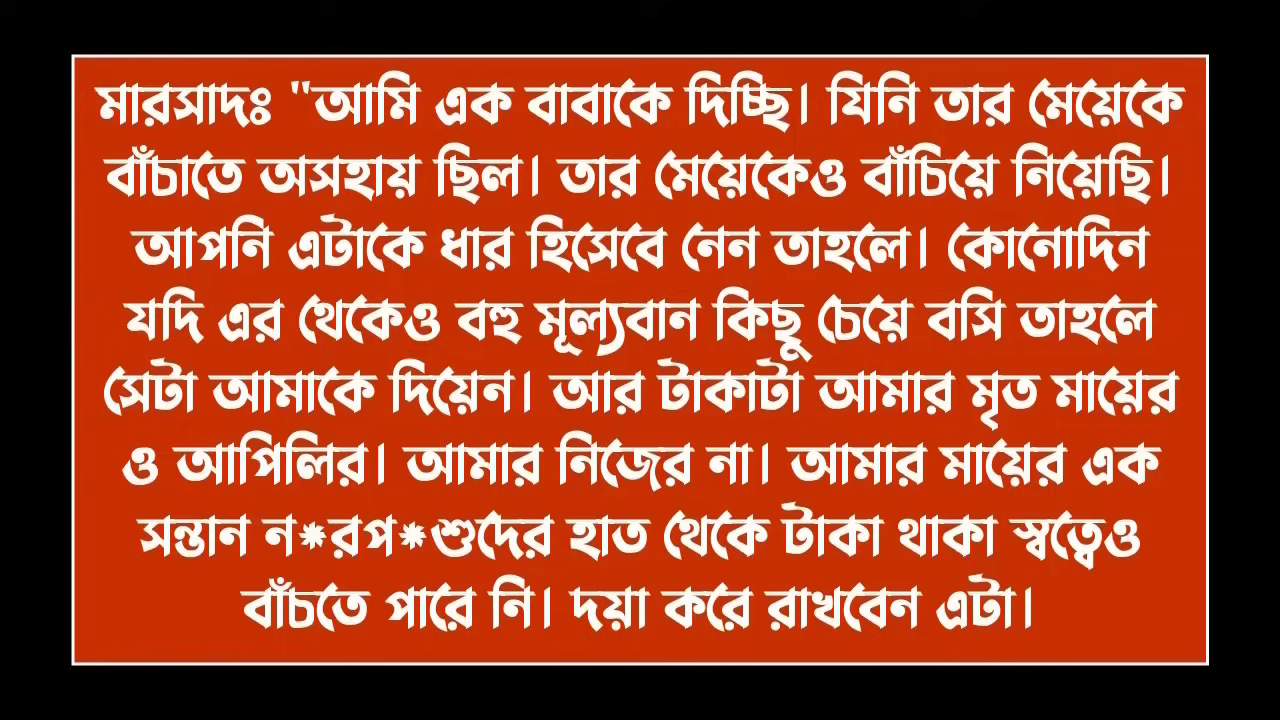 মারসাদঃ "আমি এক বাবাকে দিচ্ছি। যিনি তার মেয়েকে
বাঁচাতে অসহায় ছিল। তার মেয়েকেও বাঁচিয়ে নিয়েছি।
আপনি এটাকে ধার হিসেবে নেন তাহলে। কোনোদিন
যদি এর থেকেও বহু মূল্যবান কিছু চেয়ে বসি তাহলে
সেটা আমাকে দিয়েন। আর টাকাটা আমার মৃত মায়ের
ও আপিলির। আমার নিজের না। আমার মায়ের এক
সন্তান ন*রপ*শুদের হাত থেকে টাকা থাকা স্বত্বেও
বাঁচতে পারে নি। দয়া করে রাখবেন এটা।